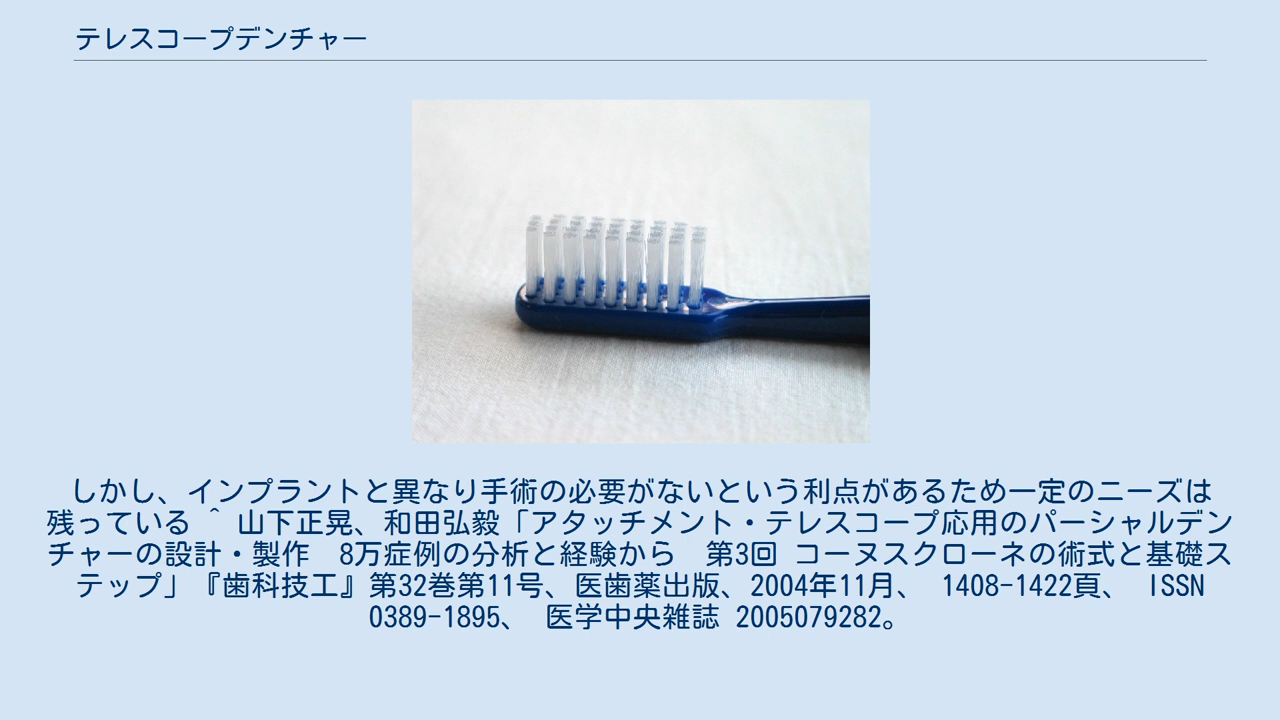 テレスコープデンチャー
しかし、インプラントと異なり手術の必要がないという利点があるため一定のニーズは
残っている ^ 山下正晃、和田弘毅「アタッチメント・テレスコープ応用のパーシャルデン
チャーの設計・製作　8万症例の分析と経験から　第3回 コーヌスクローネの術式と基礎ス
テップ」『歯科技工』第32巻第11号、医歯薬出版、2004年11月、 1408-1422頁、 ISSN
0389-1895、 医学中央雑誌 2005079282。